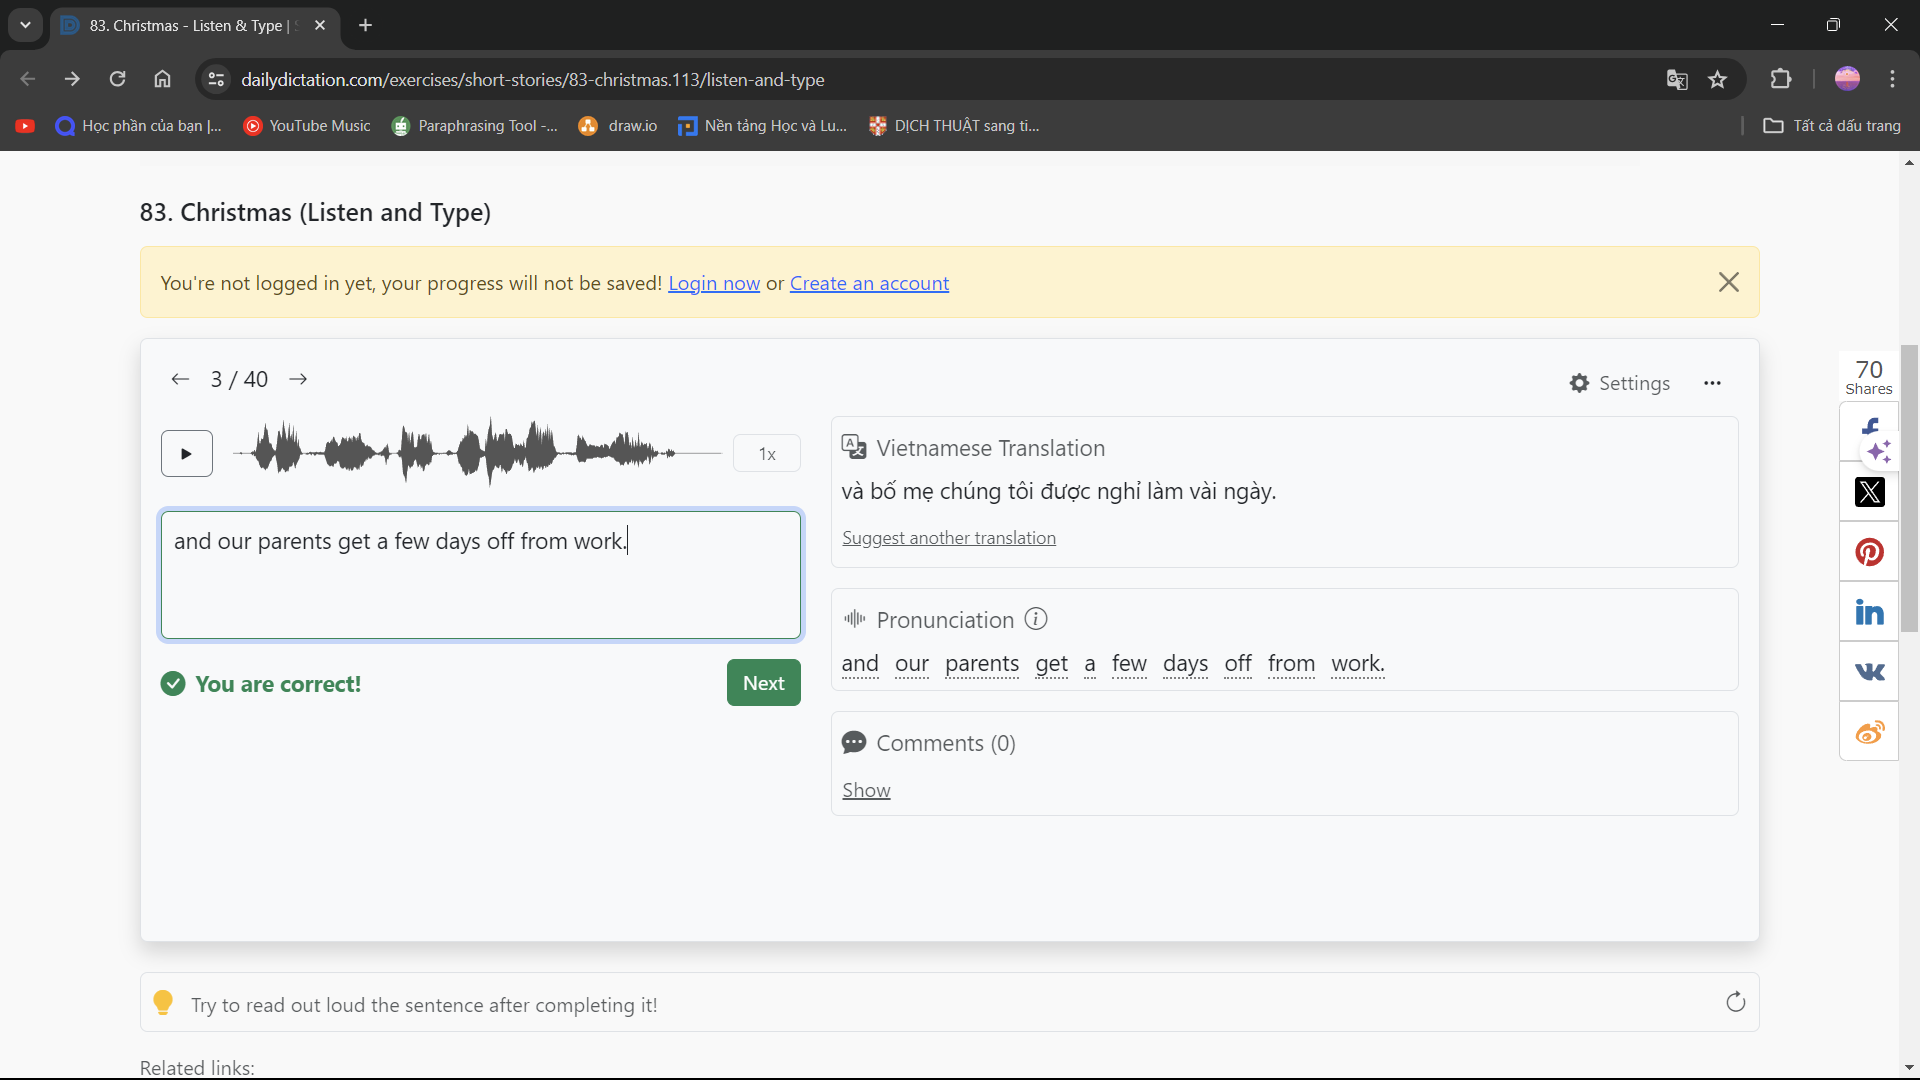 83. Christmas - Listen & Type |
dailydictation.com/exercises/short-stories/83-christmas.113/listen-and-type
Học phần của bạn |...
YouTube Music
Paraphrasing Tool -...
draw.io
Nền tảng Học và Lu...
DỊCH THUẬT sang ti...
Tất cả dấu trang
83. Christmas (Listen and Type)
You're not logged in yet, your progress will not be saved! Login now or Create an account
3 / 40
Settings
1x
and our parents get a few days off from work.
You are correct!
Next
Vietnamese Translation
và bố mẹ chúng tôi được nghỉ làm vài ngày.
Suggest another translation
Pronunciation
and our parents get a few days off from work.
Comments (0)
Show
70
Shares
Try to read out loud the sentence after completing it!
Related links: